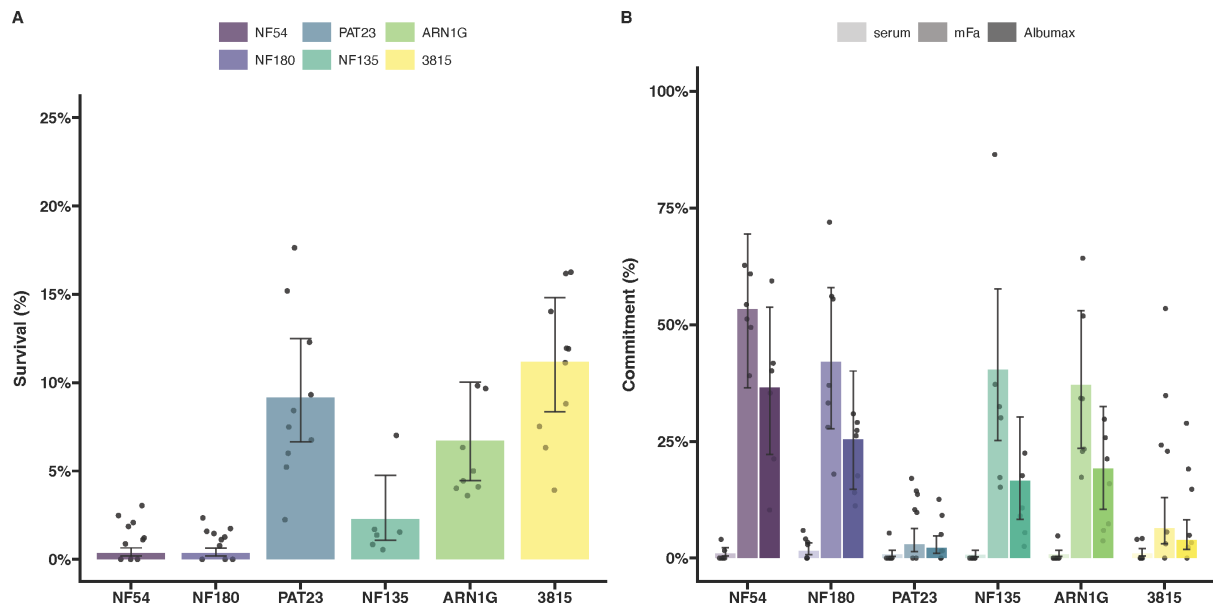 A
NF54 PAT23 ARN1G
NF180 NF135 3815
25%
20%
15%
10%
5%
0%
Survival (%)
NF54 NF180 PAT23 NF135 ARN1G 3815
B
serum mFa Albumax
100%
75%
50%
25%
0%
Commitment (%)
NF54 NF180 PAT23 NF135 ARN1G 3815